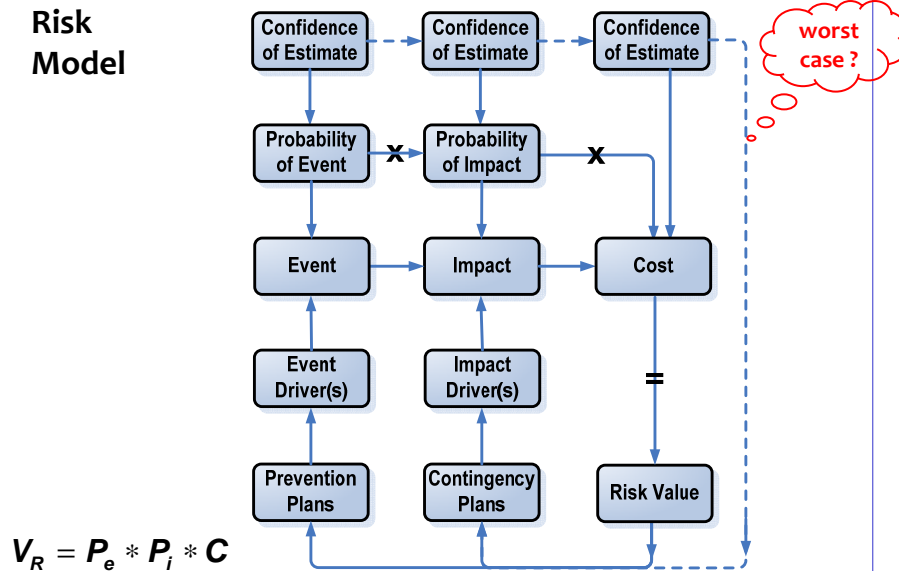 Risk
Model
Confidence
of Estimate
Confidence
of Estimate
Confidence
of Estimate
worst
case ?
Probability
of Event
x
Probability
of Impact
x
Event
Impact
Cost
Event
Driver(s)
Impact
Driver(s)
=
Prevention
Plans
Contingency
Plans
Risk Value
V_R = P_e * P_i * C